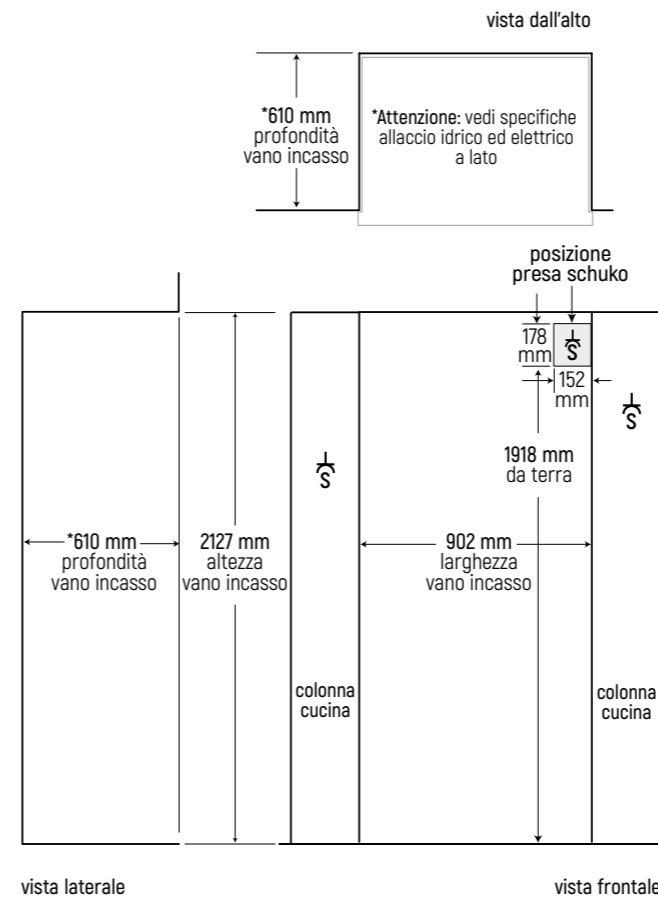 vista dall'alto
*610 mm
profondità
vano incasso
*Attenzione: vedi specifiche
allaccio idrico ed elettrico
a lato
posizione
presa schuko
178
mm
S
152
mm
S
1918 mm
da terra
S
*610 mm
profondità
vano incasso
2127 mm
altezza
vano incasso
902 mm
larghezza
vano incasso
colonna
cucina
colonna
cucina
vista laterale
vista frontale